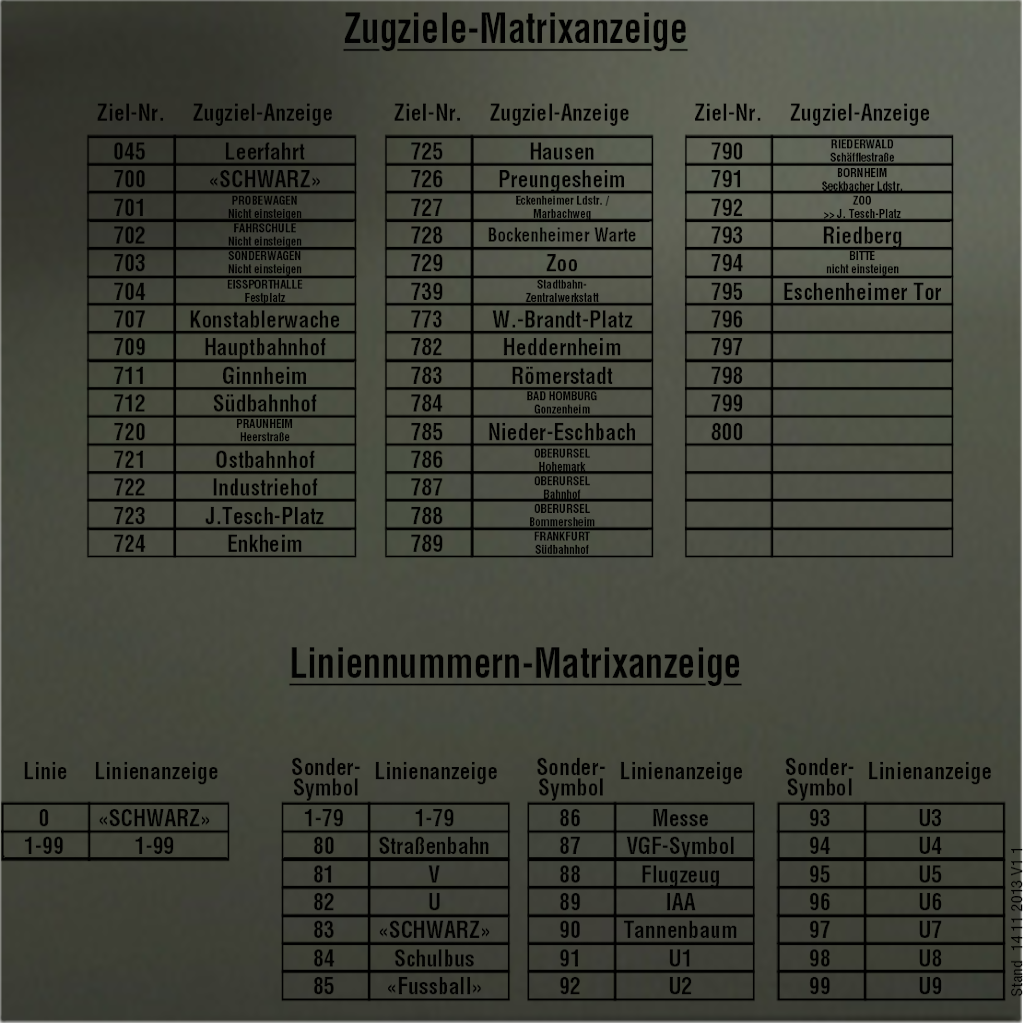 Zugziele-Matrixanzeige
Ziel-Nr. Zugziel-Anzeige
045 Leerfahrt
700 «SCHWARZ»
701 PROBEWAGEN
Nicht einsteigen
702 FAHRSCHULE
Nicht einsteigen
703 SONDERWAGEN
Nicht einsteigen
704 EISSPORTHALLE
Festplatz
707 Konstablerwache
709 Hauptbahnhof
711 Ginnheim
712 Südbahnhof
720 PRAUNHEIM
Heerstraße
721 Ostbahnhof
722 Industriehof
723 J.Tesch-Platz
724 Enkheim
Ziel-Nr. Zugziel-Anzeige
725 Hausen
726 Preungesheim
727 Eckenheimer Ldstr. /
Marbachweg
728 Bockenheimer Warte
729 Zoo
739 Stadtbahn-
Zentralwerkstatt
773 W.-Brandt-Platz
782 Heddernheim
783 Römerstadt
784 BAD HOMBURG
Gonzenheim
785 Nieder-Eschbach
786 OBERURSEL
Hohemark
787 OBERURSEL
Bahnhof
788 OBERURSEL
Bommersheim
789 FRANKFURT
Südbahnhof
Ziel-Nr. Zugziel-Anzeige
790 RIEDERWALD
Schäfflestraße
791 BORNHEIM
Seckbacher Ldstr.
792 ZOO
>> J. Tesch-Platz
793 Riedberg
794 BITTE
nicht einsteigen
795 Eschenheimer Tor
796
797
798
799
800
Liniennummern-Matrixanzeige
Linie Linienanzeige
0 «SCHWARZ»
1-99 1-99
Sonder-
Symbol Linienanzeige
1-79 1-79
80 Straßenbahn
81 V
82 U
83 «SCHWARZ»
84 Schulbus
85 «Fussball»
Sonder-
Symbol Linienanzeige
86 Messe
87 VGF-Symbol
88 Flugzeug
89 IAA
90 Tannenbaum
91 U1
92 U2
Sonder-
Symbol Linienanzeige
93 U3
94 U4
95 U5
96 U6
97 U7
98 U8
99 U9
Stand 14.11.2013 V1.1